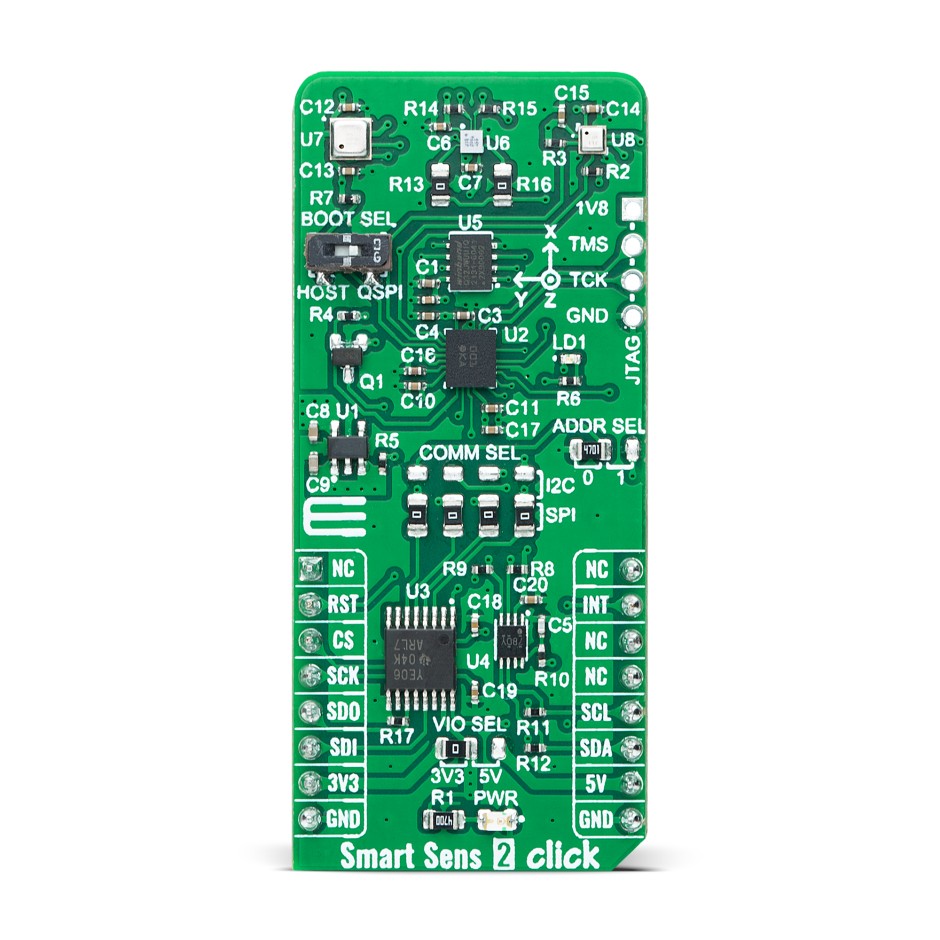 C12 R14 R15 C15 C14
U7 C6 U6 U8
R3
C13 C7 R2
R7 R13 R16
1V8
BOOT SEL U5 X
TMS
C1 TCK
HOST QSPI Y Z
R4 C3 GND
C4 U2
LD1
C16 JTAG
Q1
C10 R6
C8 U1 C11
C17 ADDR SEL
R5
COMM SEL 4701
C9 0 1
I2C
SPI
NC R9 R8 NC
C20
RST U3 C18 INT
C5
CS NC
YE06
04K
ARL7
U4
SCK R10 NC
C19
SDO VIO SEL R11 SCL
R17
SDI SDA
R12
3V3 3V3 5V 5V
R1 PWR
GND 4700 GND
Smart Sens 2 click